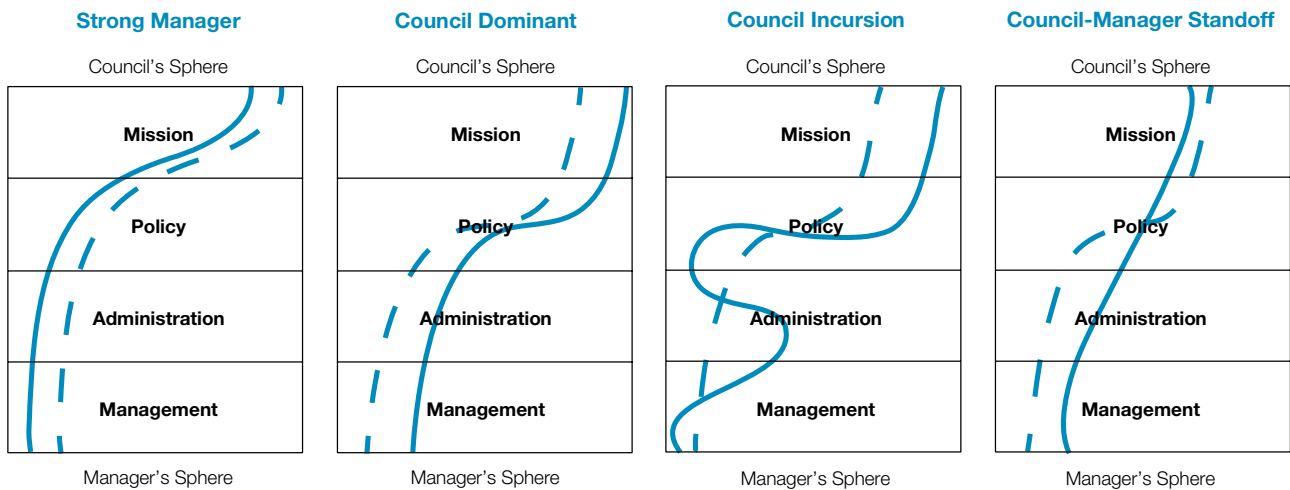 Strong Manager
Council Dominant
Council Incursion
Council-Manager Standoff
Council's Sphere
Council's Sphere
Council's Sphere
Council's Sphere
Mission
Mission
Mission
Mission
Policy
Policy
Policy
Policy
Administration
Administration
Administration
Administration
Management
Management
Management
Management
Manager's Sphere
Manager's Sphere
Manager's Sphere
Manager's Sphere